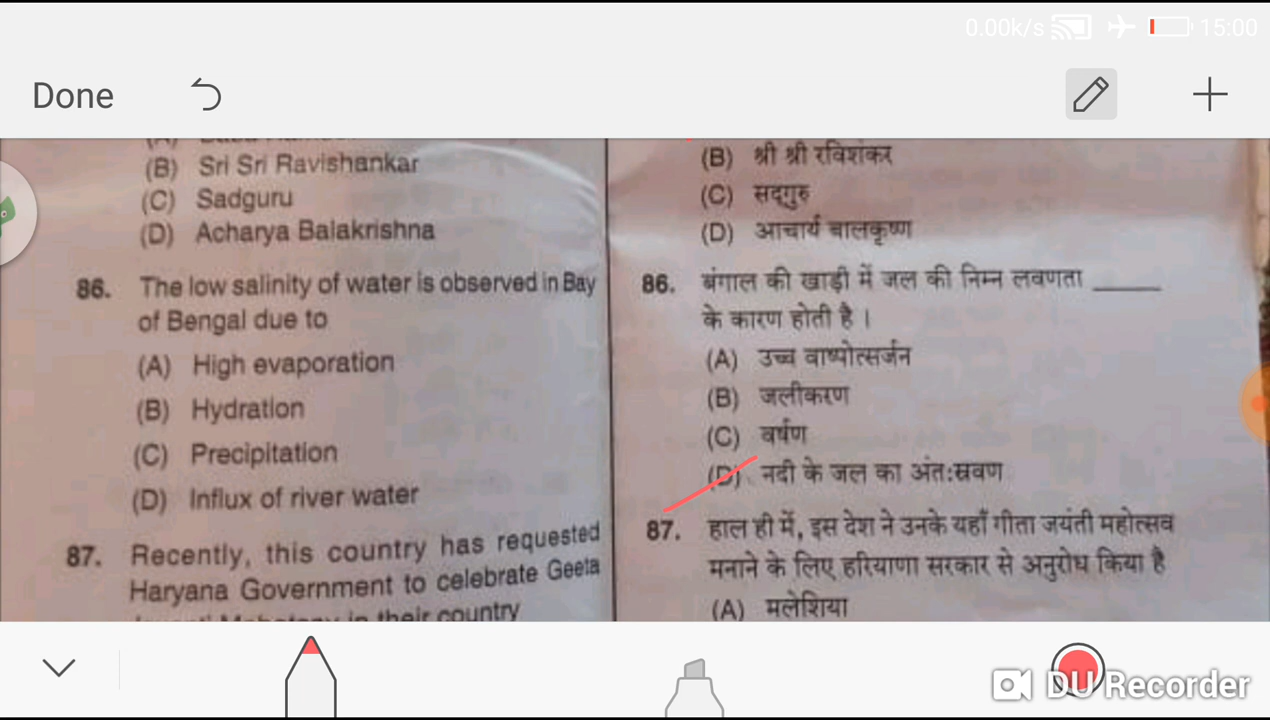 0.00k/s 15:00
Done
(B) Sri Sri Ravishankar
(C) Sadguru
(D) Acharya Balakrishna
86. The low salinity of water is observed in Bay
of Bengal due to
(A) High evaporation
(B) Hydration
(C) Precipitation
(D) Influx of river water
87. Recently, this country has requested
Haryana Government to celebrate Geeta
in their country
(B) श्री श्री रविशंकर
(C) सद्‌गुरु
(D) आचार्य बालकृष्ण
86. बंगाल की खाड़ी में जल की निम्न लवणता ______
के कारण होती है ।
(A) उच्च वाष्पोत्सर्जन
(B) जलीकरण
(C) वर्षण
(D) नदी के जल का अंत:स्रवण
87. हाल ही में, इस देश ने उनके यहाँ गीता जयंती महोत्सव
मनाने के लिए हरियाणा सरकार से अनुरोध किया है
(A) मलेशिया
DU Recorder